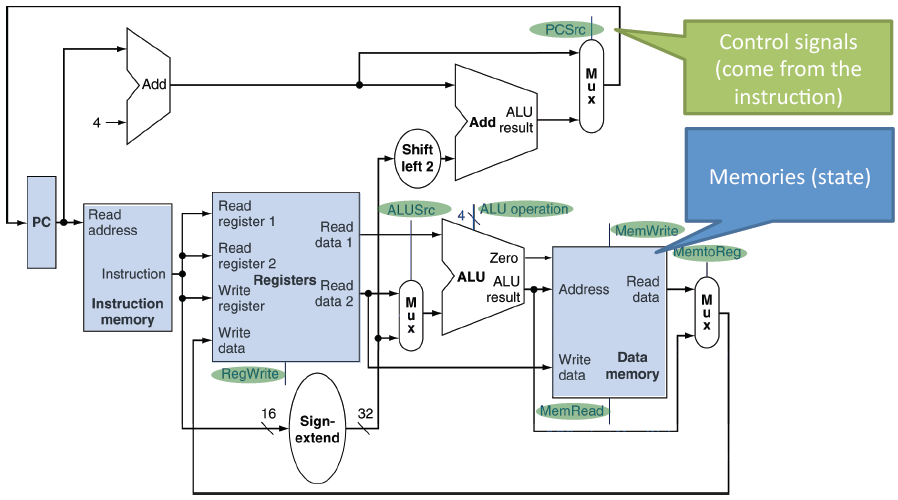 PCSrc
Control signals
(come from the
instruction)
Add
4
Mux
Add
ALU
result
Shift
left 2
Memories (state)
PC
Read
address
Instruction
Instruction
memory
Read
register 1
Read
register 2
Write
register
Write
data
Registers
Read
data 1
Read
data 2
RegWrite
ALUSrc
4
ALU operation
Mux
Zero
ALU
ALU
result
MemWrite
MemtoReg
Address
Read
data
Write
data
Data
memory
MemRead
Mux
16
Sign-
extend
32